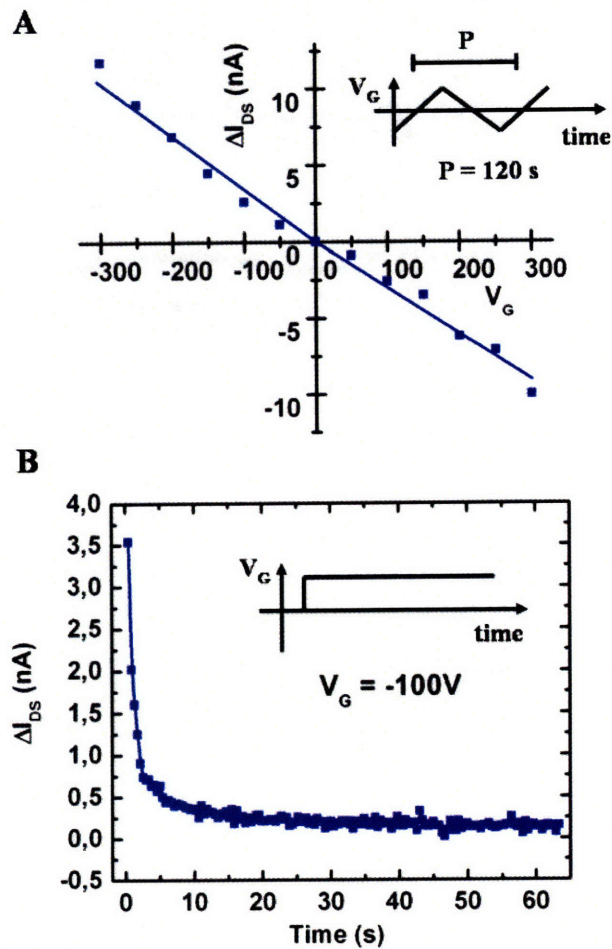 A
ΔI_DS (nA)
10
5
0
-5
-10
-300 -200 -100 0 100 200 300
V_G
P
V_G
time
P = 120 s
B
4,0
3,5
3,0
2,5
2,0
1,5
1,0
0,5
0,0
-0,5
ΔI_DS (nA)
V_G
time
V_G = -100V
0 10 20 30 40 50 60
Time (s)